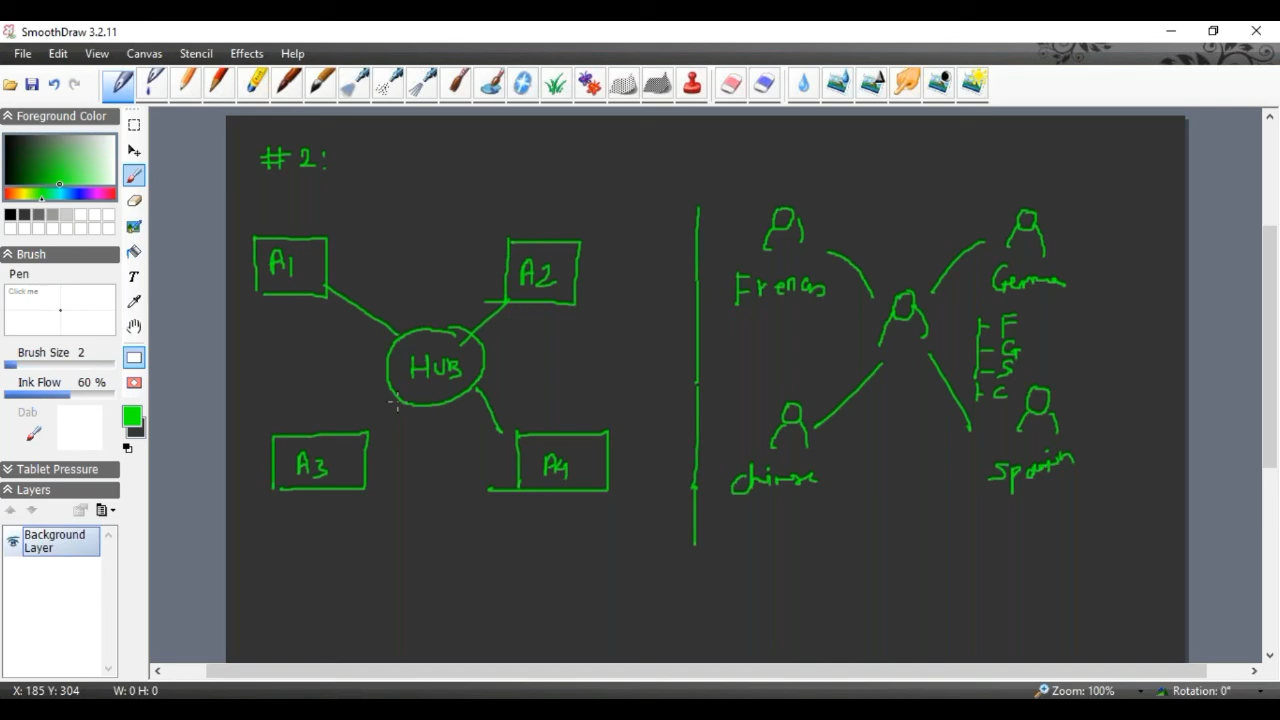 SmoothDraw 3.2.11
File Edit View Canvas Stencil Effects Help
Foreground Color
Brush
Pen
Click me
Brush Size 2
Ink Flow 60 %
Dab
Tablet Pressure
Layers
Background
Layer
# 2:
A1
A2
HUB
A3
A4
French
German
F
G
S
C
chinese
Spanish
X: 185 Y: 304 W: 0 H: 0 Zoom: 100% Rotation: 0°